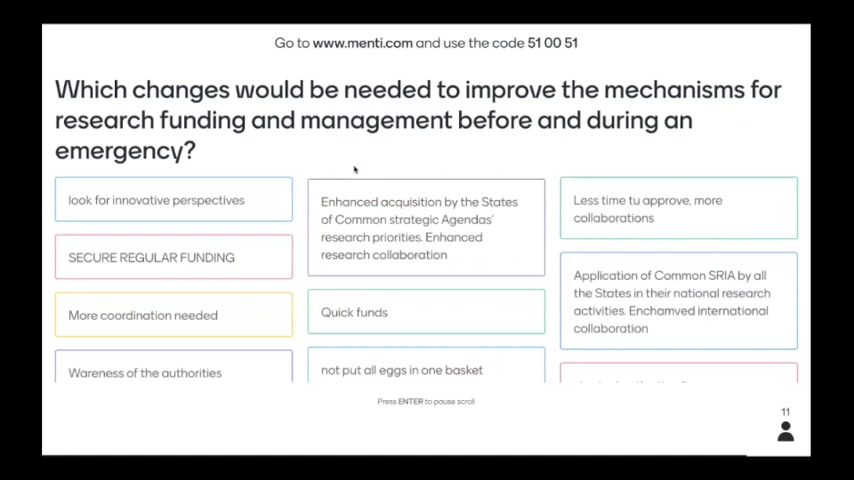 Go to www.menti.com and use the code 51 00 51
Which changes would be needed to improve the mechanisms for
research funding and management before and during an
emergency?
look for innovative perspectives
SECURE REGULAR FUNDING
More coordination needed
Wareness of the authorities
Enhanced acquisition by the States
of Common strategic Agendas'
research priorities. Enhanced
research collaboration
Quick funds
not put all eggs in one basket
Less time tu approve, more
collaborations
Application of Common SRIA by all
the States in their national research
activities. Enchamved international
collaboration
Press ENTER to pause scroll
11